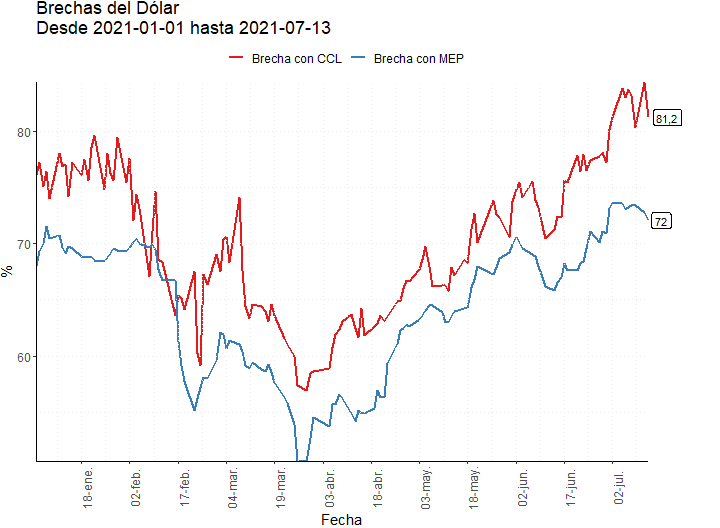 Brechas del Dólar
Desde 2021-01-01 hasta 2021-07-13
Brecha con CCL
Brecha con MEP
%
80
70
60
81,2
72
18-ene.
02-feb.
17-feb.
04-mar.
19-mar.
03-abr.
18-abr.
03-may.
18-may.
02-jun.
17-jun.
02-jul.
Fecha